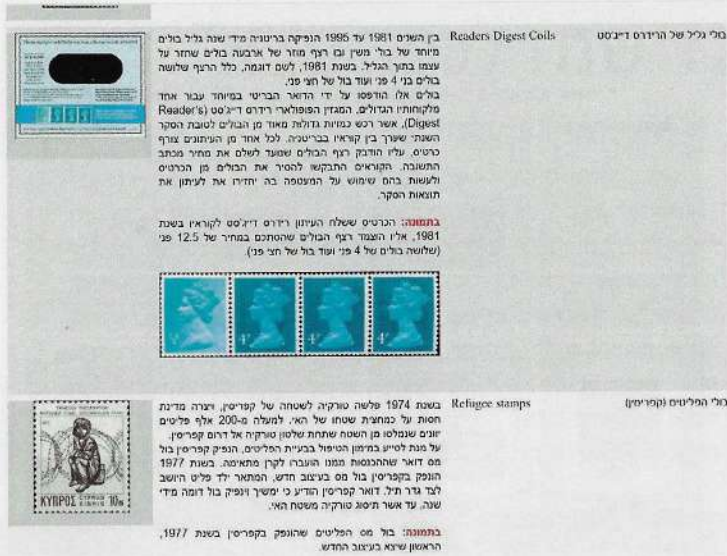 בולי גליל של הרידרס דייג'סט
Readers Digest Coils
בין השנים 1981 עד 1995 הנפיקה בריטניה מידי שנה גליל בולים
מיוחד של בולי משין ובו רצף מוזר של ארבעה בולים שחזר על
עצמו בתוך הגליל. בשנת 1981, לשם דוגמה, כלל הרצף שלושה
בולים בני 4 פני ועוד בול של חצי פני.
בולים אלו הודפסו על ידי הדואר הבריטי במיוחד עבור אחד
מלקוחותיו הגדולים, המגזין הפופולארי רידרס דייג'סט (Reader's
Digest), אשר רכש כמויות גדולות מאוד מן הבולים לטובת הסקר
השנתי שערך בין קוראיו בבריטניה. לכל אחד מן העיתונים צורף
כרטיס, עליו הודבק רצף הבולים שנועד לשלם את מחיר מכתב
התשובה. הקוראים התבקשו להסיר את הבולים מן הכרטיס
ולעשות בהם שימוש על המעטפה בה יחזירו את לעיתון את
תוצאות הסקר.
בתמונה: הכרטיס ששלח העיתון רידרס דייג'סט לקוראיו בשנת
1981, אליו הוצמד רצף הבולים שהסתכם במחיר של 12.5 פני
(שלושה בולים של 4 פני ועוד בול של חצי פני).
4P
4P
4P
בולי הפליטים (קפריסין)
Refugee stamps
בשנת 1974 פלשה טורקיה לשטחה של קפריסין, ויצרה מדינת
חסות על כמחצית שטחו של האי. למעלה מ-200 אלף פליטים
יוונים שנמלטו מן השטח שתחת שלטון טורקיה אל דרום קפריסין.
על מנת לסייע במימון הטיפול בבעיית הפליטים, הנפיק קפריסין בול
מס דואר שההכנסות ממנו הועברו לקרן מתאימה. בשנת 1977
הונפק בקפריסין בול מס בעיצוב חדש, המתאר ילד פליט היושב
לצד גדר תיל. דואר קפריסין הודיע כי ימשיך וינפיק בול דומה מידי
שנה, עד אשר תיסוג טורקיה משטח האי.
בתמונה: בול מס הפליטים שהונפק בקפריסין בשנת 1977,
הראשון שיצא בעיצוב החדש.
ΚΥΠΡΟΣ CYPRUS KIBRIS 10m